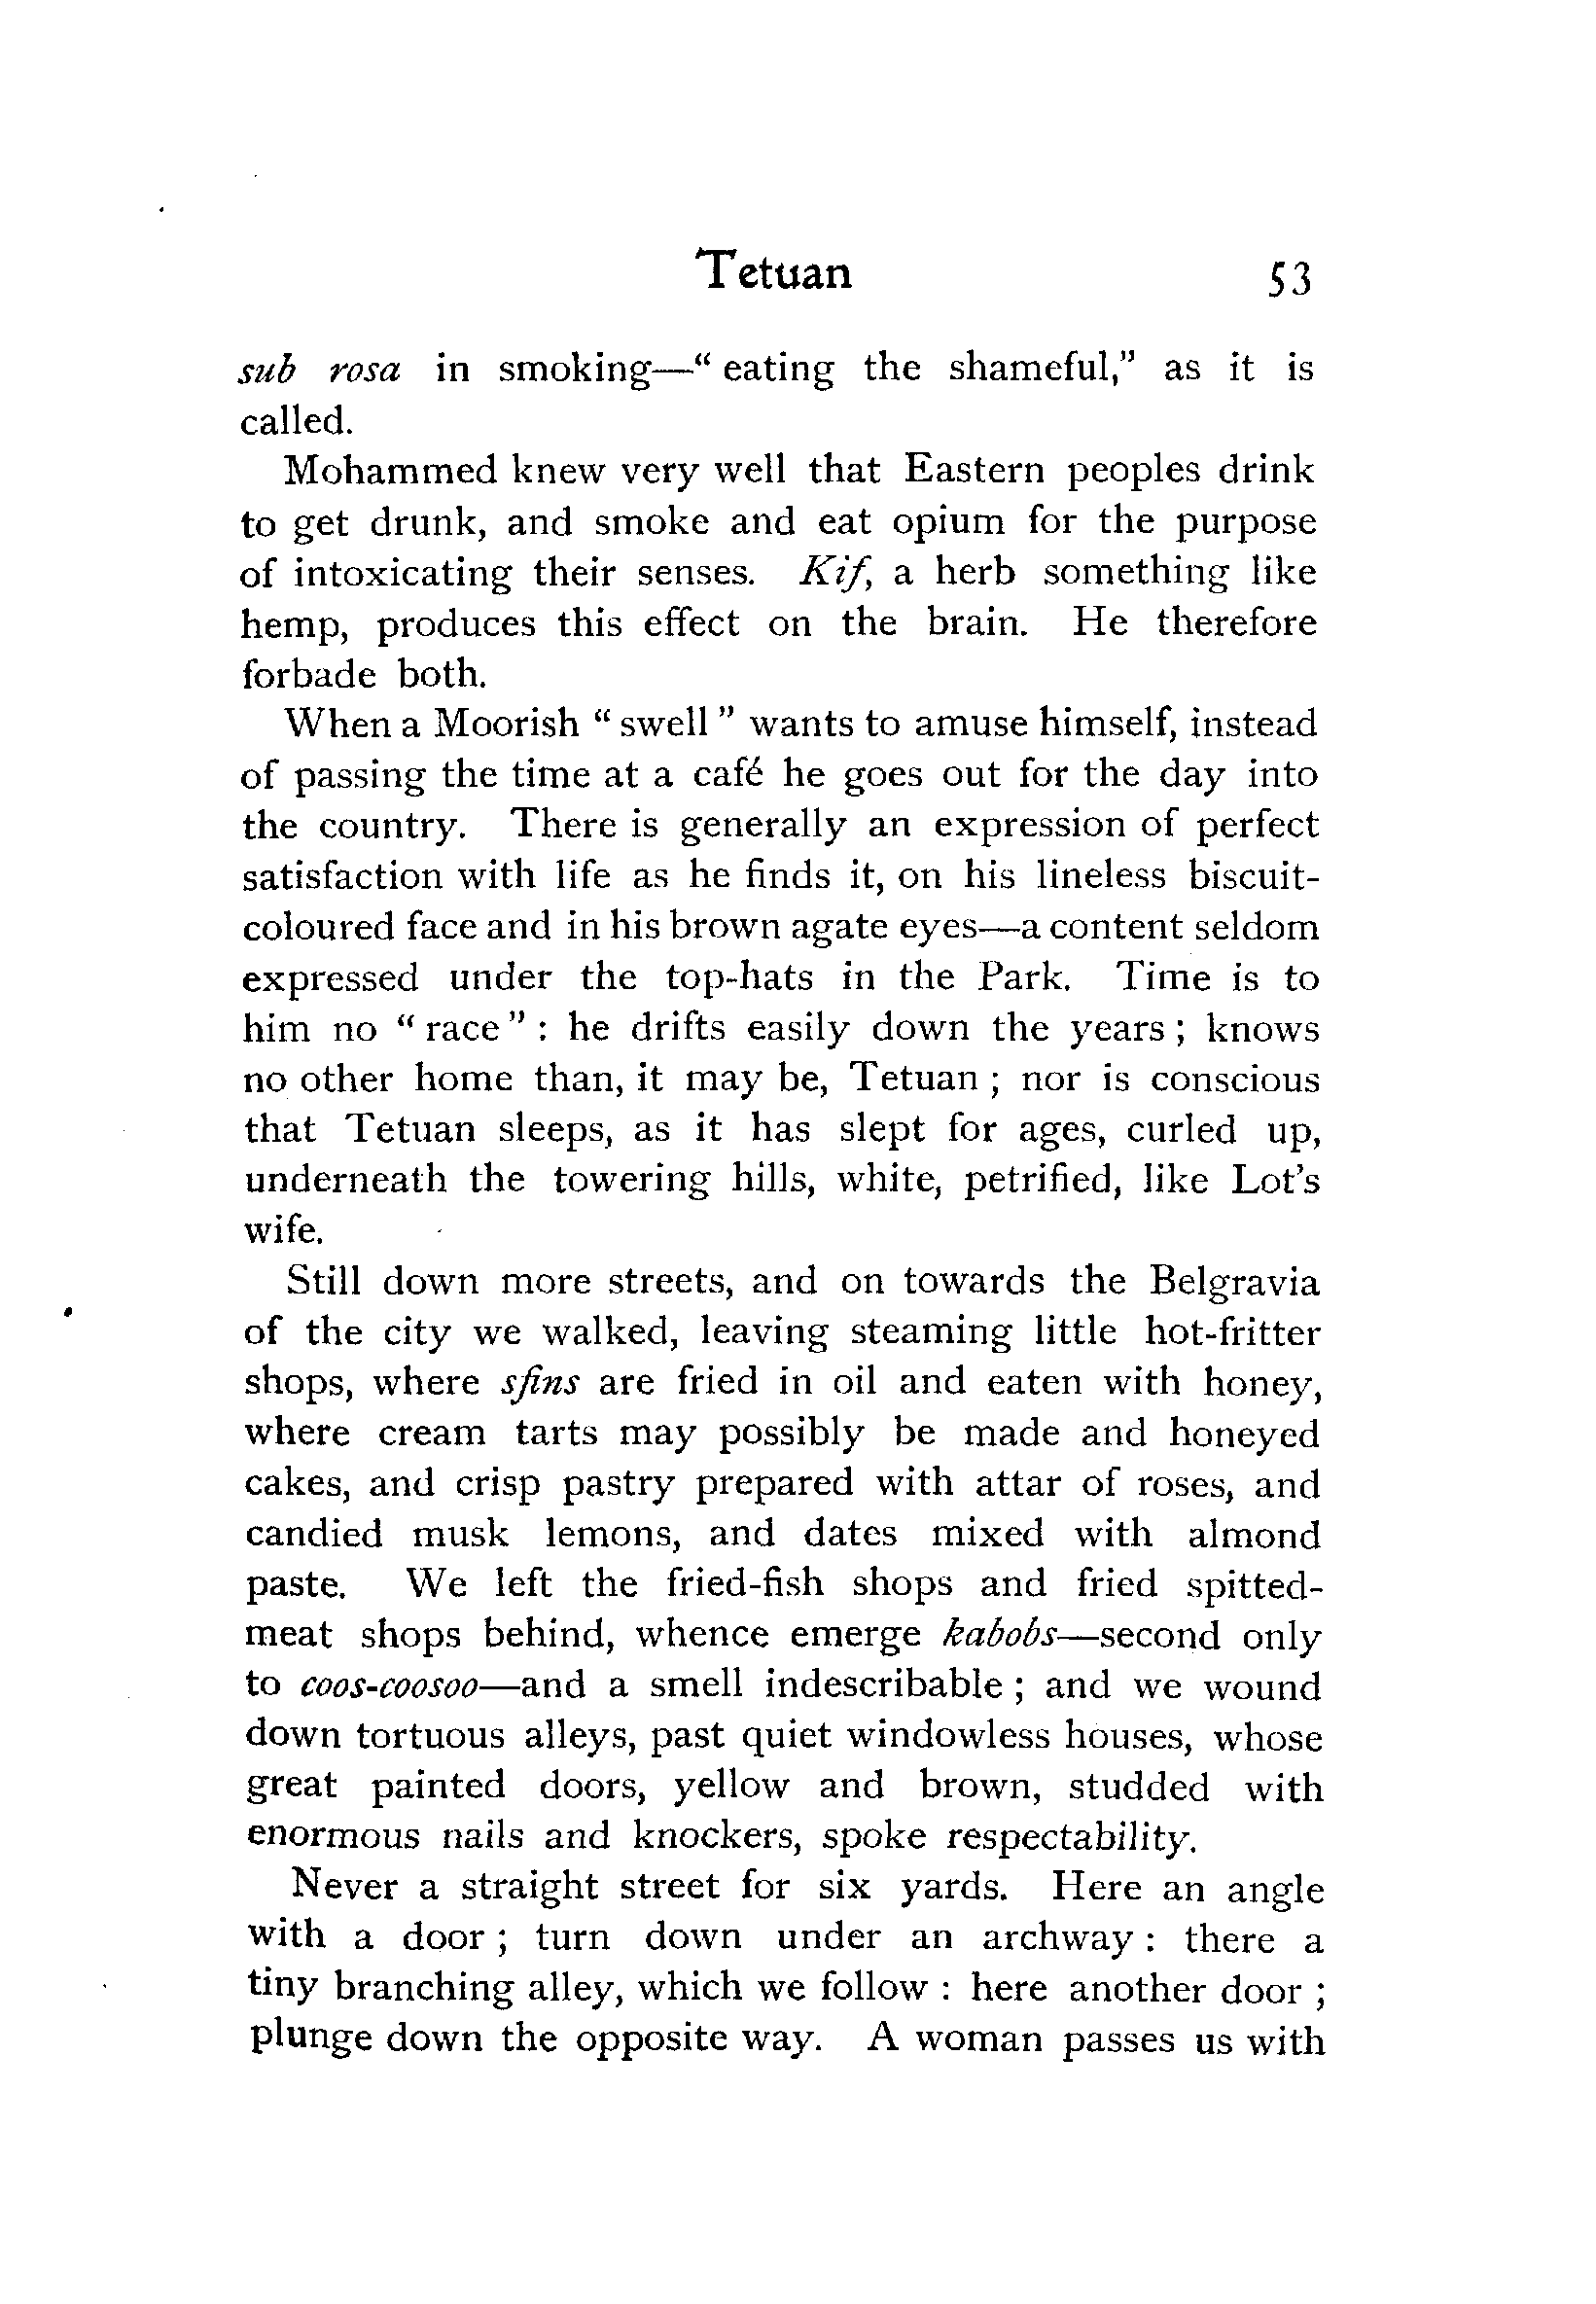 Tetuan 53
sub rosa in smoking—“ eating the shameful,” as it is
called.
Mohammed knew very well that Eastern peoples drink
to get drunk, and smoke and eat opium for the purpose
of intoxicating their senses. Kif, a herb something like
hemp, produces this effect on the brain. He therefore
forbade both.
When a Moorish “ swell ” wants to amuse himself, instead
of passing the time at a café he goes out for the day into
the country. There is generally an expression of perfect
satisfaction with life as he finds it, on his lineless biscuit-
coloured face and in his brown agate eyes—a content seldom
expressed under the top-hats in the Park. Time is to
him no “ race ” : he drifts easily down the years ; knows
no other home than, it may be, Tetuan ; nor is conscious
that Tetuan sleeps, as it has slept for ages, curled up,
underneath the towering hills, white, petrified, like Lot’s
wife.
Still down more streets, and on towards the Belgravia
of the city we walked, leaving steaming little hot-fritter
shops, where sfins are fried in oil and eaten with honey,
where cream tarts may possibly be made and honeyed
cakes, and crisp pastry prepared with attar of roses, and
candied musk lemons, and dates mixed with almond
paste. We left the fried-fish shops and fried spitted-
meat shops behind, whence emerge kabobs—second only
to coos-coosoo—and a smell indescribable ; and we wound
down tortuous alleys, past quiet windowless houses, whose
great painted doors, yellow and brown, studded with
enormous nails and knockers, spoke respectability.
Never a straight street for six yards. Here an angle
with a door ; turn down under an archway : there a
tiny branching alley, which we follow : here another door ;
plunge down the opposite way. A woman passes us with